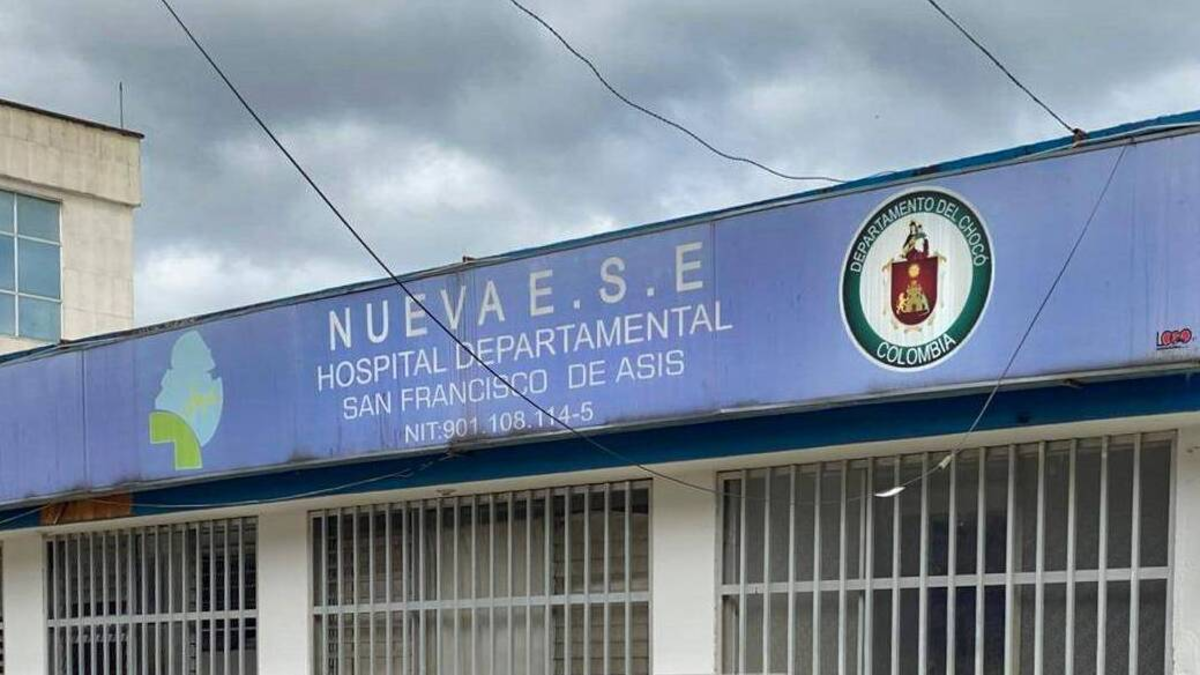 NUEVA E.S.E
HOSPITAL DEPARTAMENTAL
SAN FRANCISCO DE ASIS
NIT:901.108.114-5
DEPARTAMENTO DEL CHOCÓ
COLOMBIA